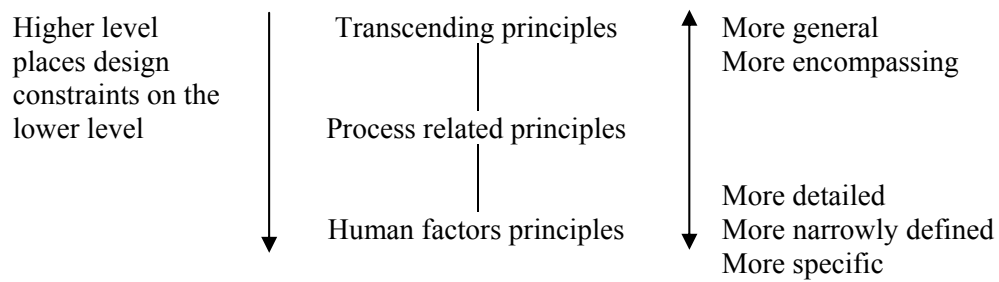 Higher level
places design
constraints on the
lower level
Transcending principles
Process related principles
Human factors principles
More general
More encompassing
More detailed
More narrowly defined
More specific